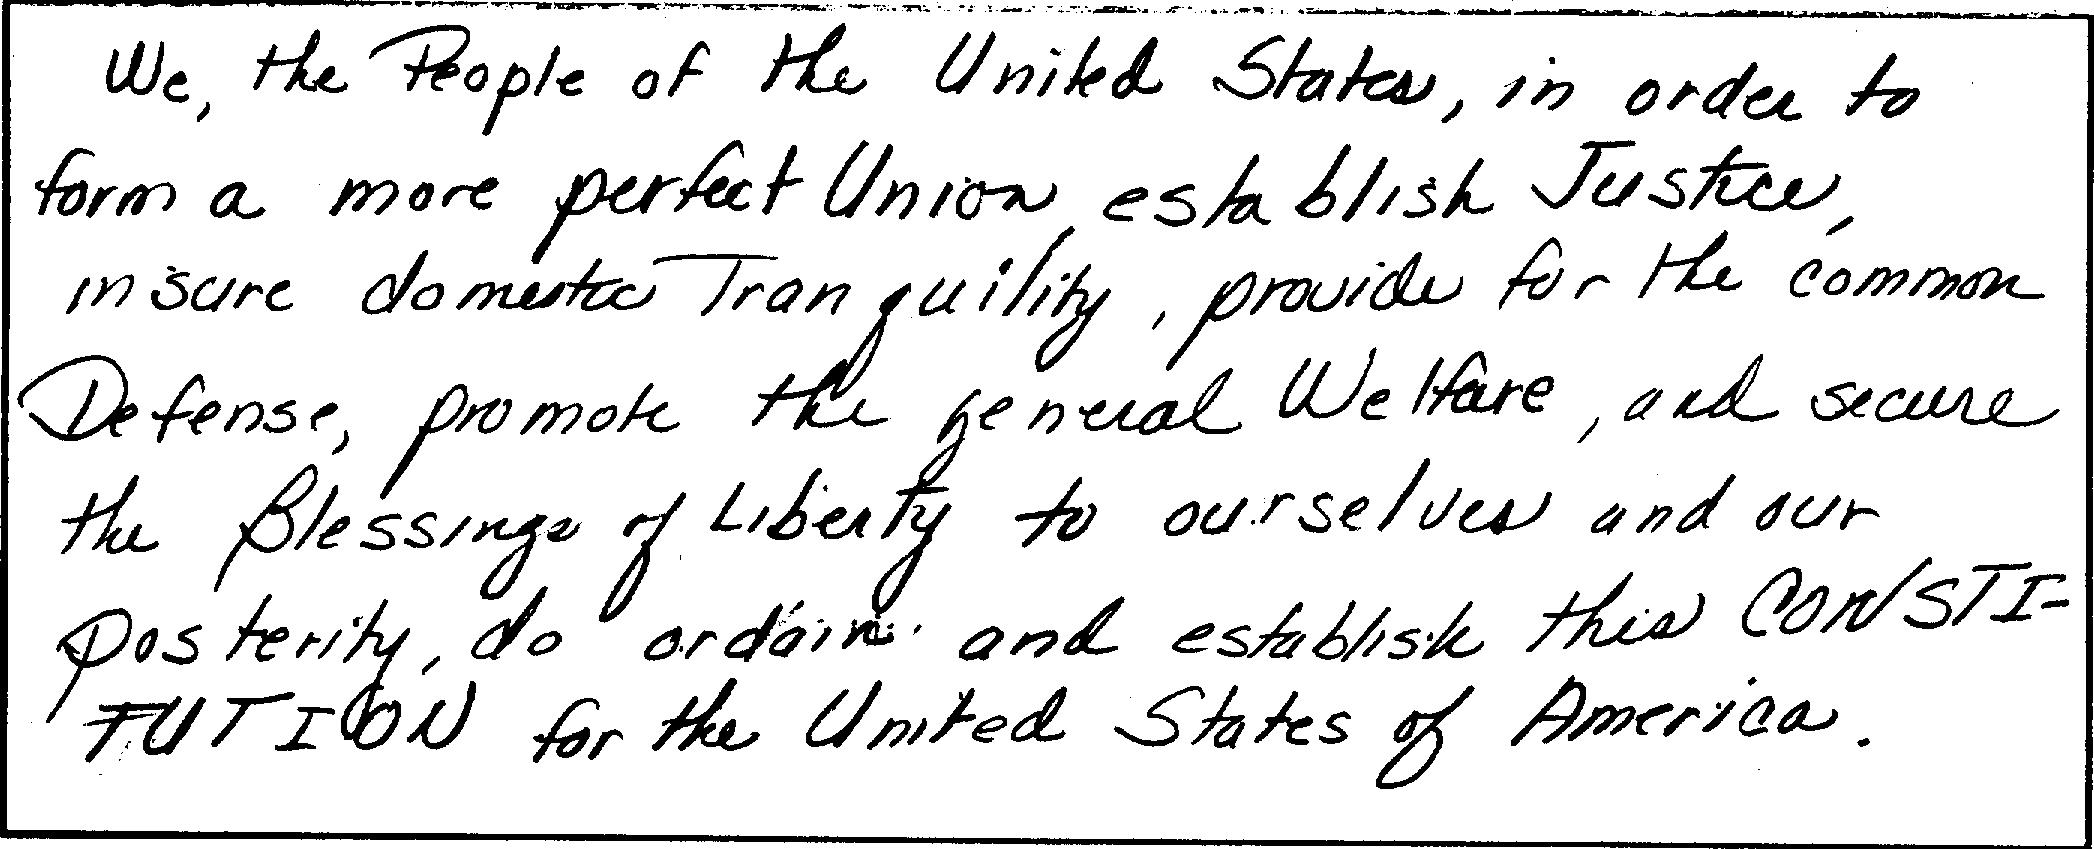 We, the People of the United States, in order to
form a more perfect Union, establish Justice,
insure domestic Tranquility, provide for the common
Defense, promote the general Welfare, and secure
the Blessings of Liberty to ourselves and our
posterity, do ordain and establish this CONSTI-
TUTION for the United States of America.